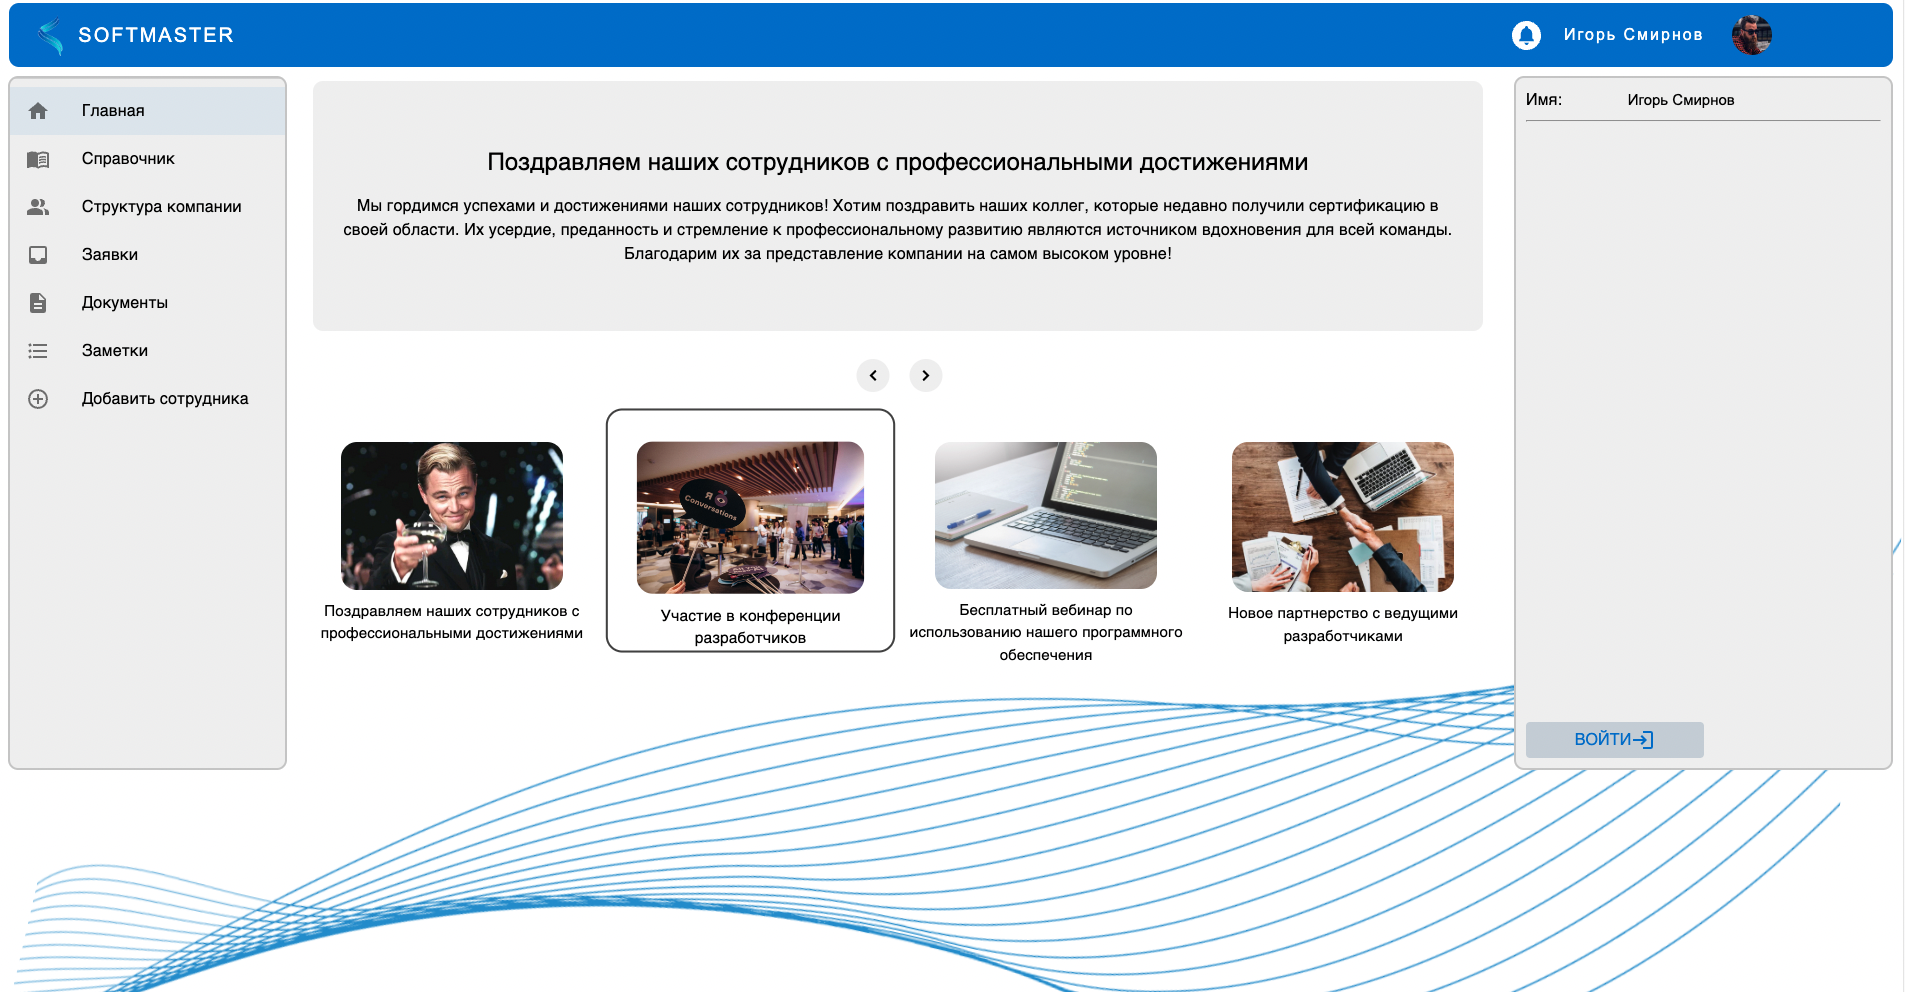 SOFTMASTER
Игорь Смирнов
Главная
Справочник
Структура компании
Заявки
Документы
Заметки
Добавить сотрудника
Поздравляем наших сотрудников с профессиональными достижениями
Мы гордимся успехами и достижениями наших сотрудников! Хотим поздравить наших коллег, которые недавно получили сертификацию в
своей области. Их усердие, преданность и стремление к профессиональному развитию являются источником вдохновения для всей команды.
Благодарим их за представление компании на самом высоком уровне!
Я
Conversations
Поздравляем наших сотрудников с
профессиональными достижениями
Участие в конференции
разработчиков
Бесплатный вебинар по
использованию нашего программного
обеспечения
Новое партнерство с ведущими
разработчиками
Имя: Игорь Смирнов
ВОЙТИ